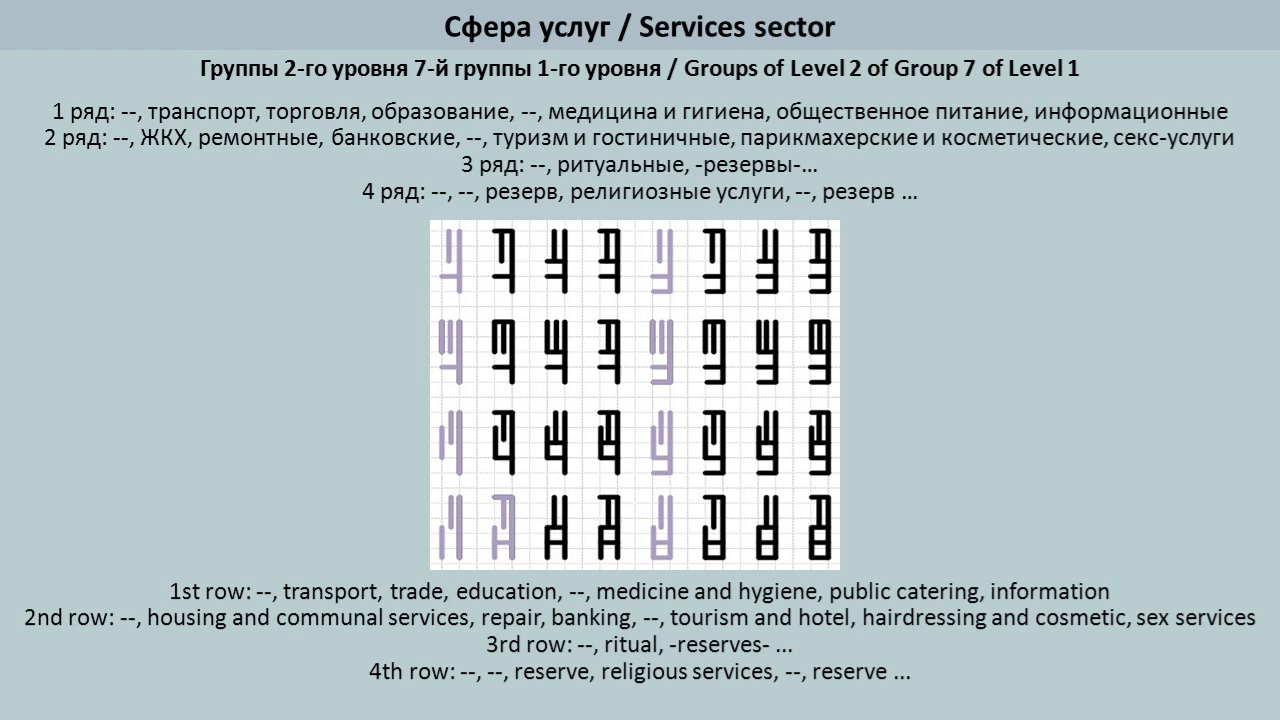 Сфера услуг / Services sector
Группы 2-го уровня 7-й группы 1-го уровня / Groups of Level 2 of Group 7 of Level 1
1 ряд: --, транспорт, торговля, образование, --, медицина и гигиена, общественное питание, информационные
2 ряд: --, ЖКХ, ремонтные, банковские, --, туризм и гостиничные, парикмахерские и косметические, секс-услуги
3 ряд: --, ритуальные, -резервы-...
4 ряд: --, --, резерв, религиозные услуги, --, резерв ...
1st row: --, transport, trade, education, --, medicine and hygiene, public catering, information
2nd row: --, housing and communal services, repair, banking, --, tourism and hotel, hairdressing and cosmetic, sex services
3rd row: --, ritual, -reserves- ...
4th row: --, --, reserve, religious services, --, reserve ...